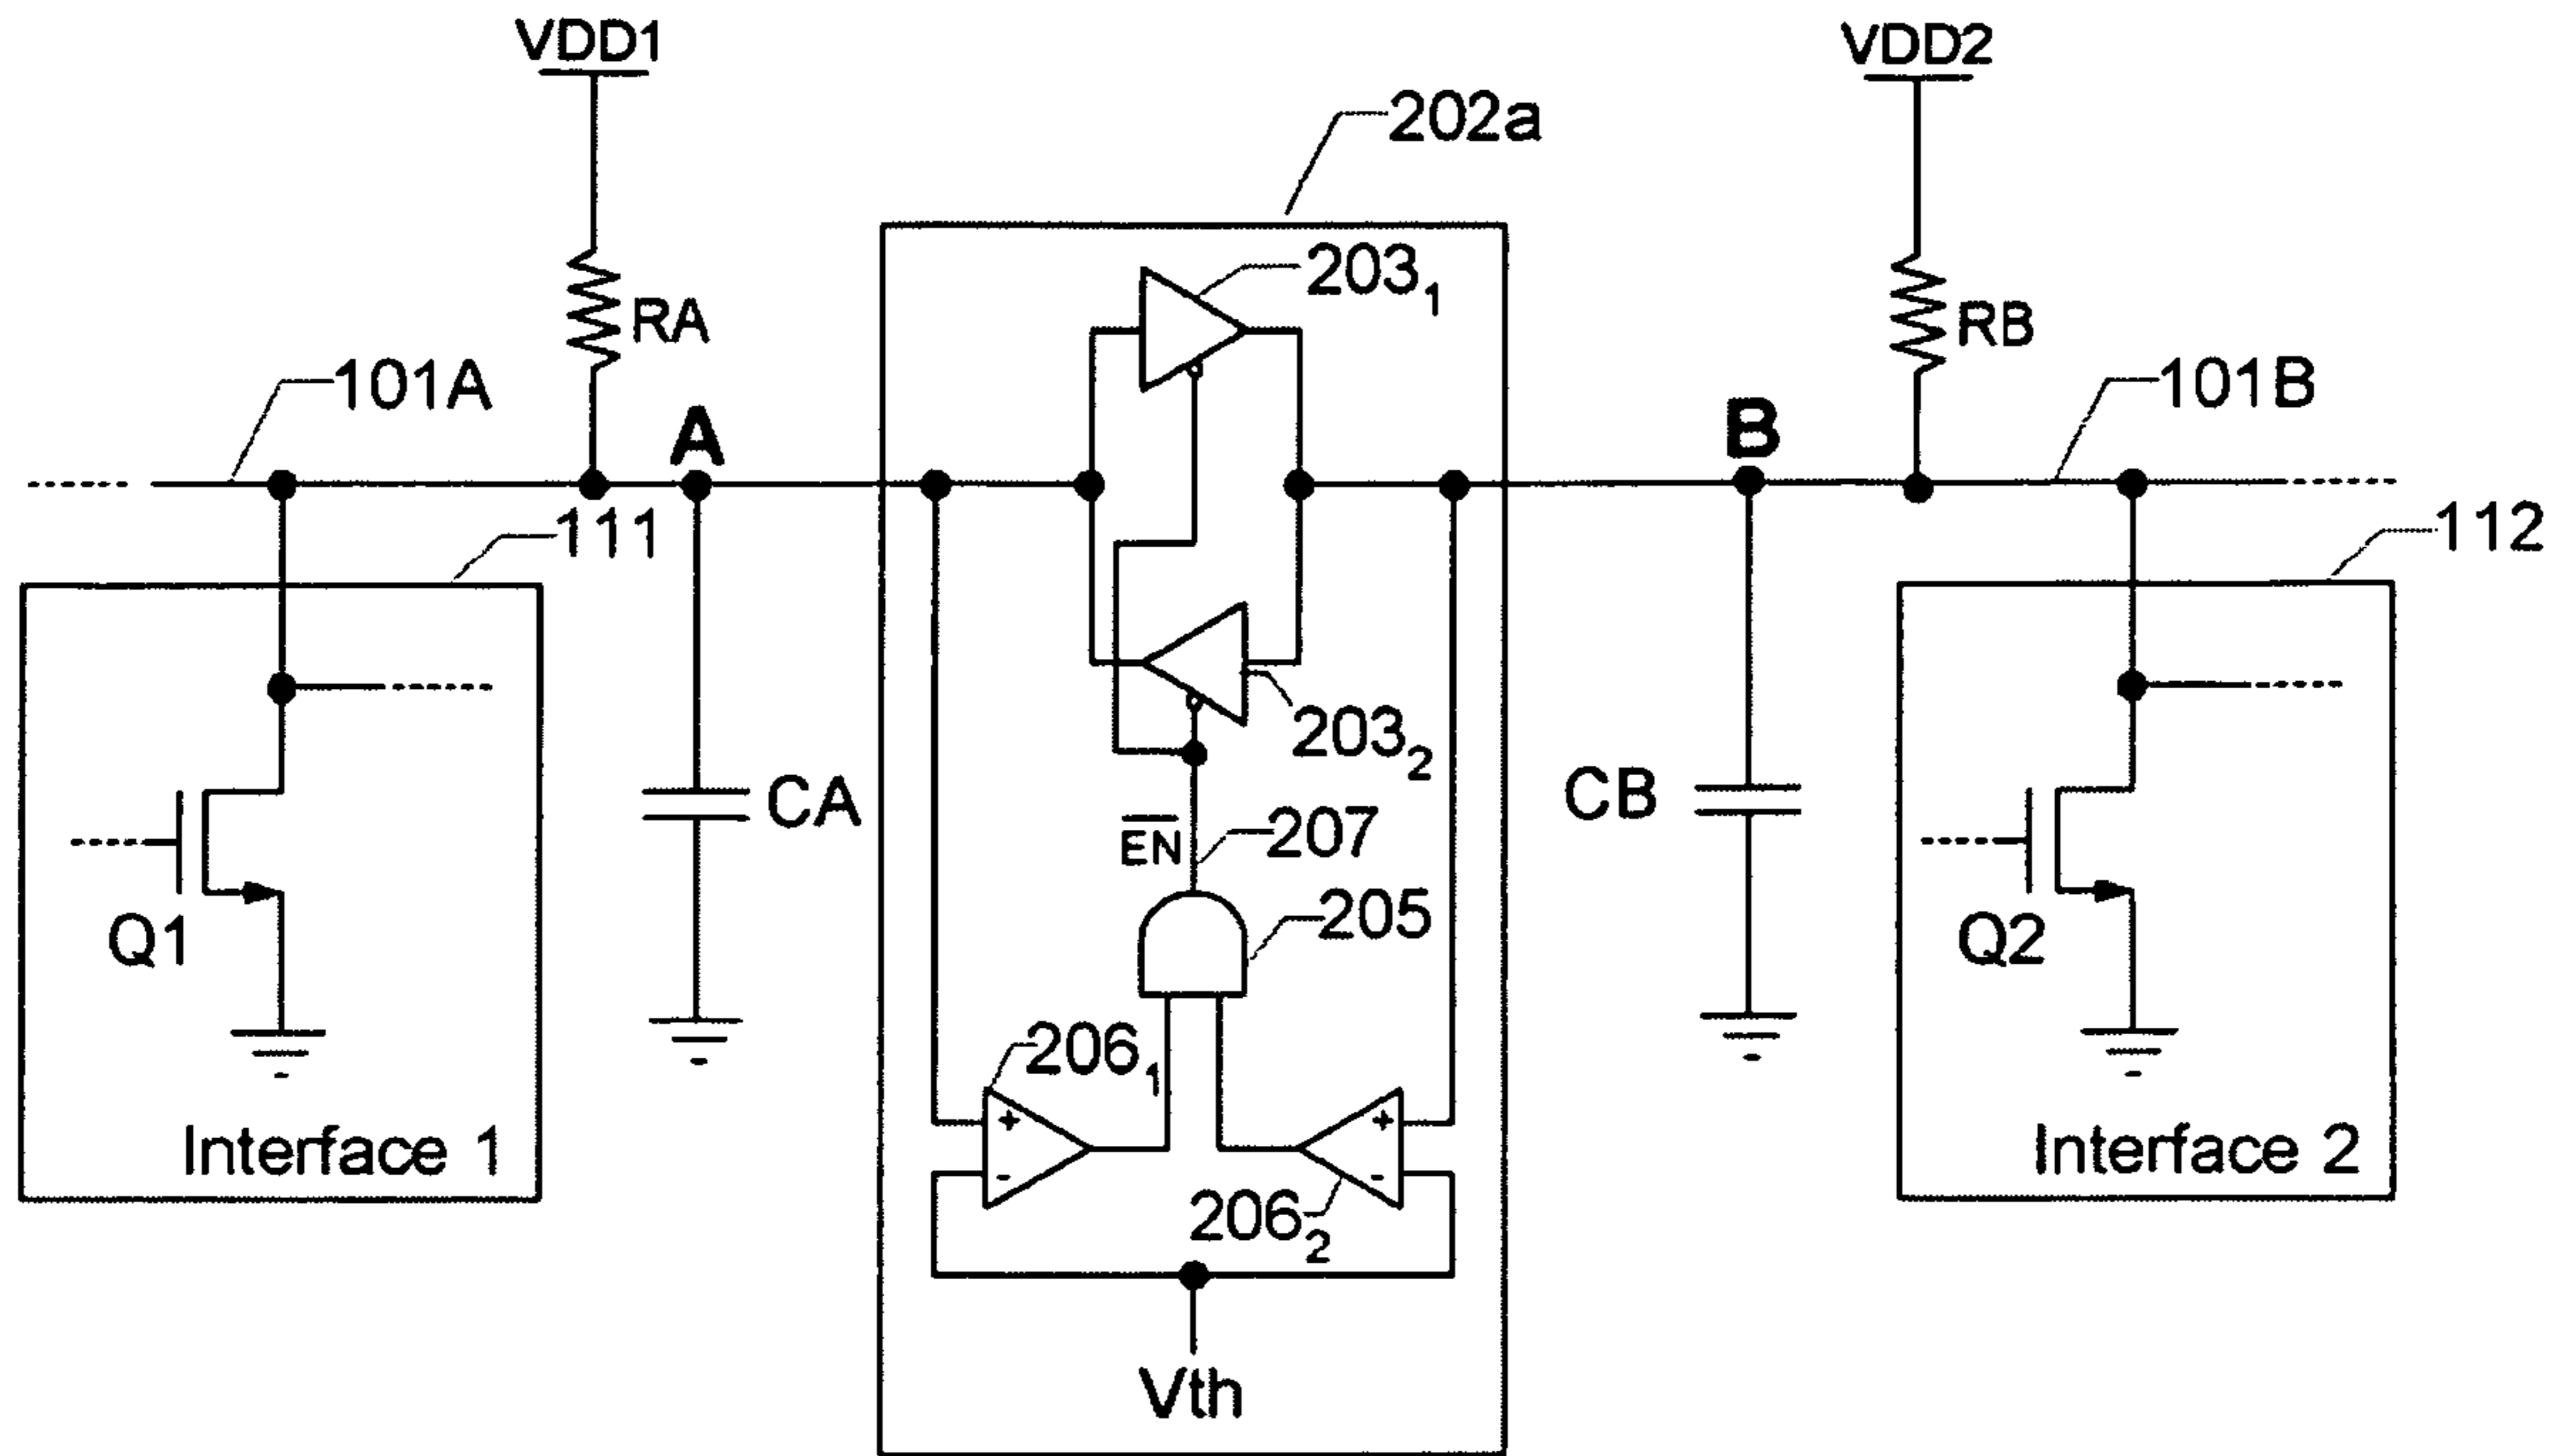 VDD1
VDD2
202a
203₁
RA
RB
101A
101B
A
B
111
112
203₂
CA
CB
E̅N̅
207
205
Q1
Q2
206₁
+
+
-
-
Interface 1
Interface 2
206₂
Vth